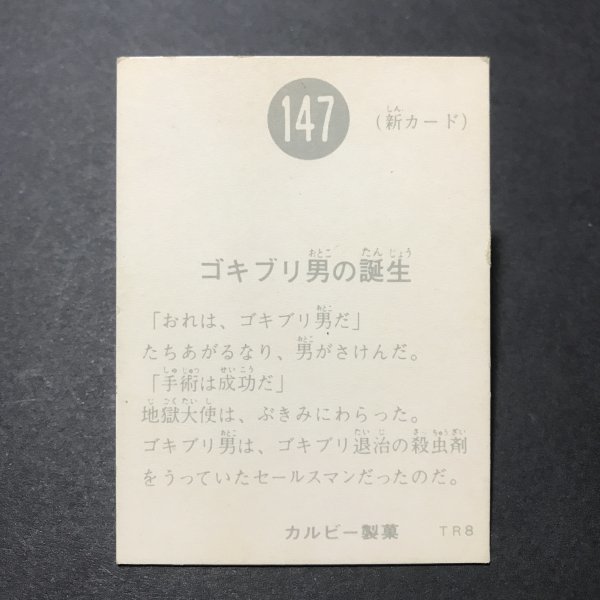 147
(新カード)
ゴキブリ男の誕生
「おれは、ゴキブリ男だ」
たちあがるなり、男がさけんだ。
「手術は成功だ」
地獄大使は、ぶきみにわらった。
ゴキブリ男は、ゴキブリ退治の殺虫剤
をうっていたセールスマンだったのだ。
カルビー製菓 TR8